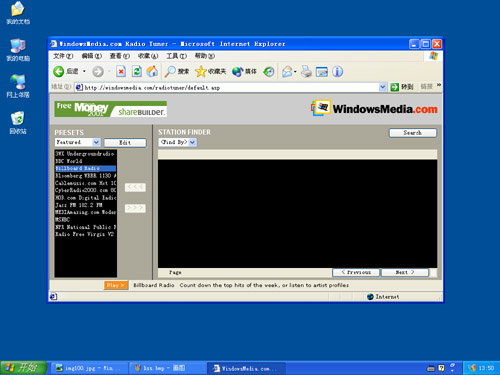 我的文档
我的电脑
网上邻居
回收站
WindowsMedia.com Radio Tuner - Microsoft Internet Explorer
文件(F) 编辑(E) 查看(V) 收藏(A) 工具(T) 帮助(H)
后退 搜索 收藏夹 媒体
地址(D) http://windowsmedia.com/radiotuner/default.asp 转到 链接 »
Free Money 2001 shareBUILDER. WindowsMedia.com
PRESETS STATION FINDER Search
Featured Edit <Find By>
3WK Undergroundradio
BBC World
Billboard Radio
Bloomberg WBBR 1130 A
Cablemusic.com Hot 10
CyberRadio2000.com 80
HOR.com Digital Radio
Jazz FM 102.2 FM
MEDIAmazing.com Moder
MSNBC
NPR National Public R
Radio Free Virgin V2
<<<
>>>
Page < Previous Next >
Play > Billboard Radio Count down the top hits of the week, or listen to artist profiles
Internet
开始 img100.jpg - Win... - 画图 WindowsMedia.com... 13:50